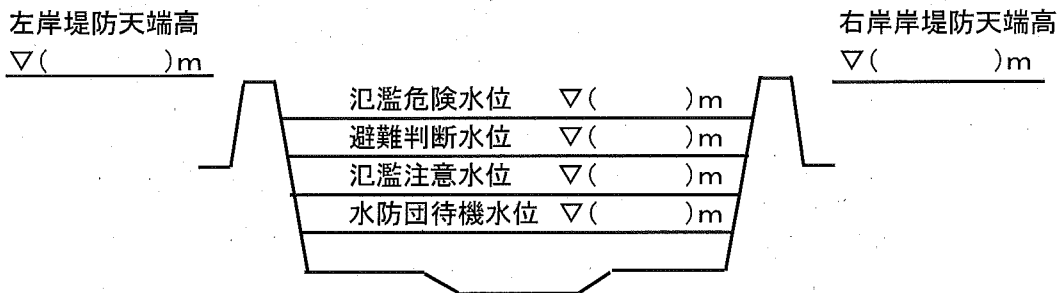 左岸堤防天端高
▽(　　　)m
右岸岸堤防天端高
▽(　　　)m
氾濫危険水位　▽(　　　)m
避難判断水位　▽(　　　)m
氾濫注意水位　▽(　　　)m
水防団待機水位　▽(　　　)m